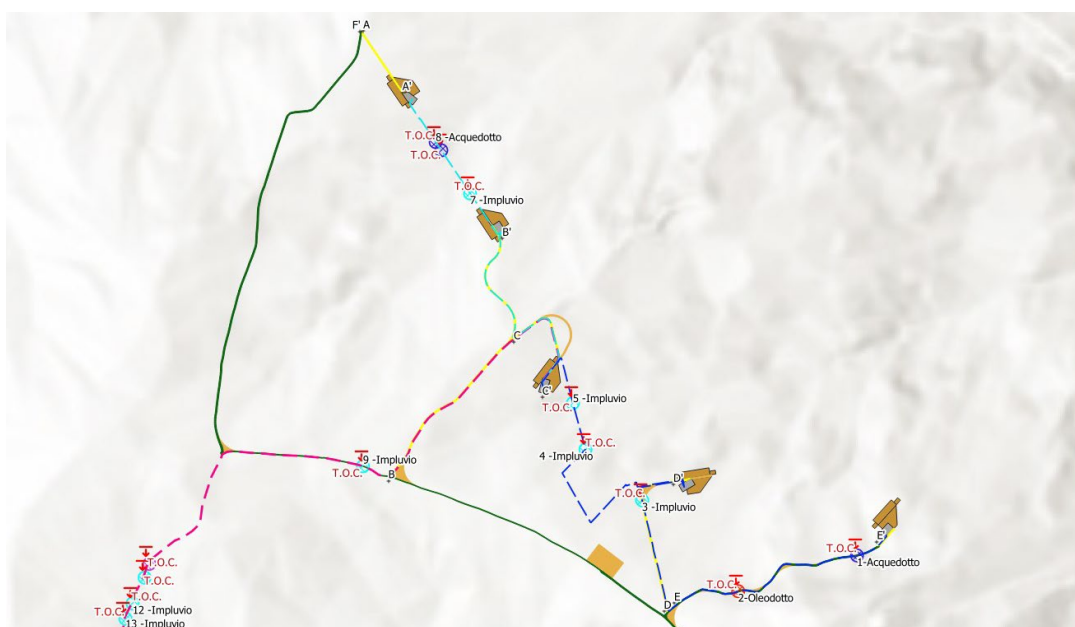 F' A
A'
T.O.C.
8 -Acquedotto
T.O.C.
T.O.C.
7 -Impluvio
B'
C
C'
5 -Impluvio
T.O.C.
T.O.C.
4 -Impluvio
9 -Impluvio
T.O.C.
B
D'
T.O.C.
3 -Impluvio
E'
T.O.C.
1-Acquedotto
T.O.C.
T.O.C.
T.O.C.
2-Oleodotto
D
E
T.O.C.
T.O.C.
12 -Impluvio
13 -Impluvio